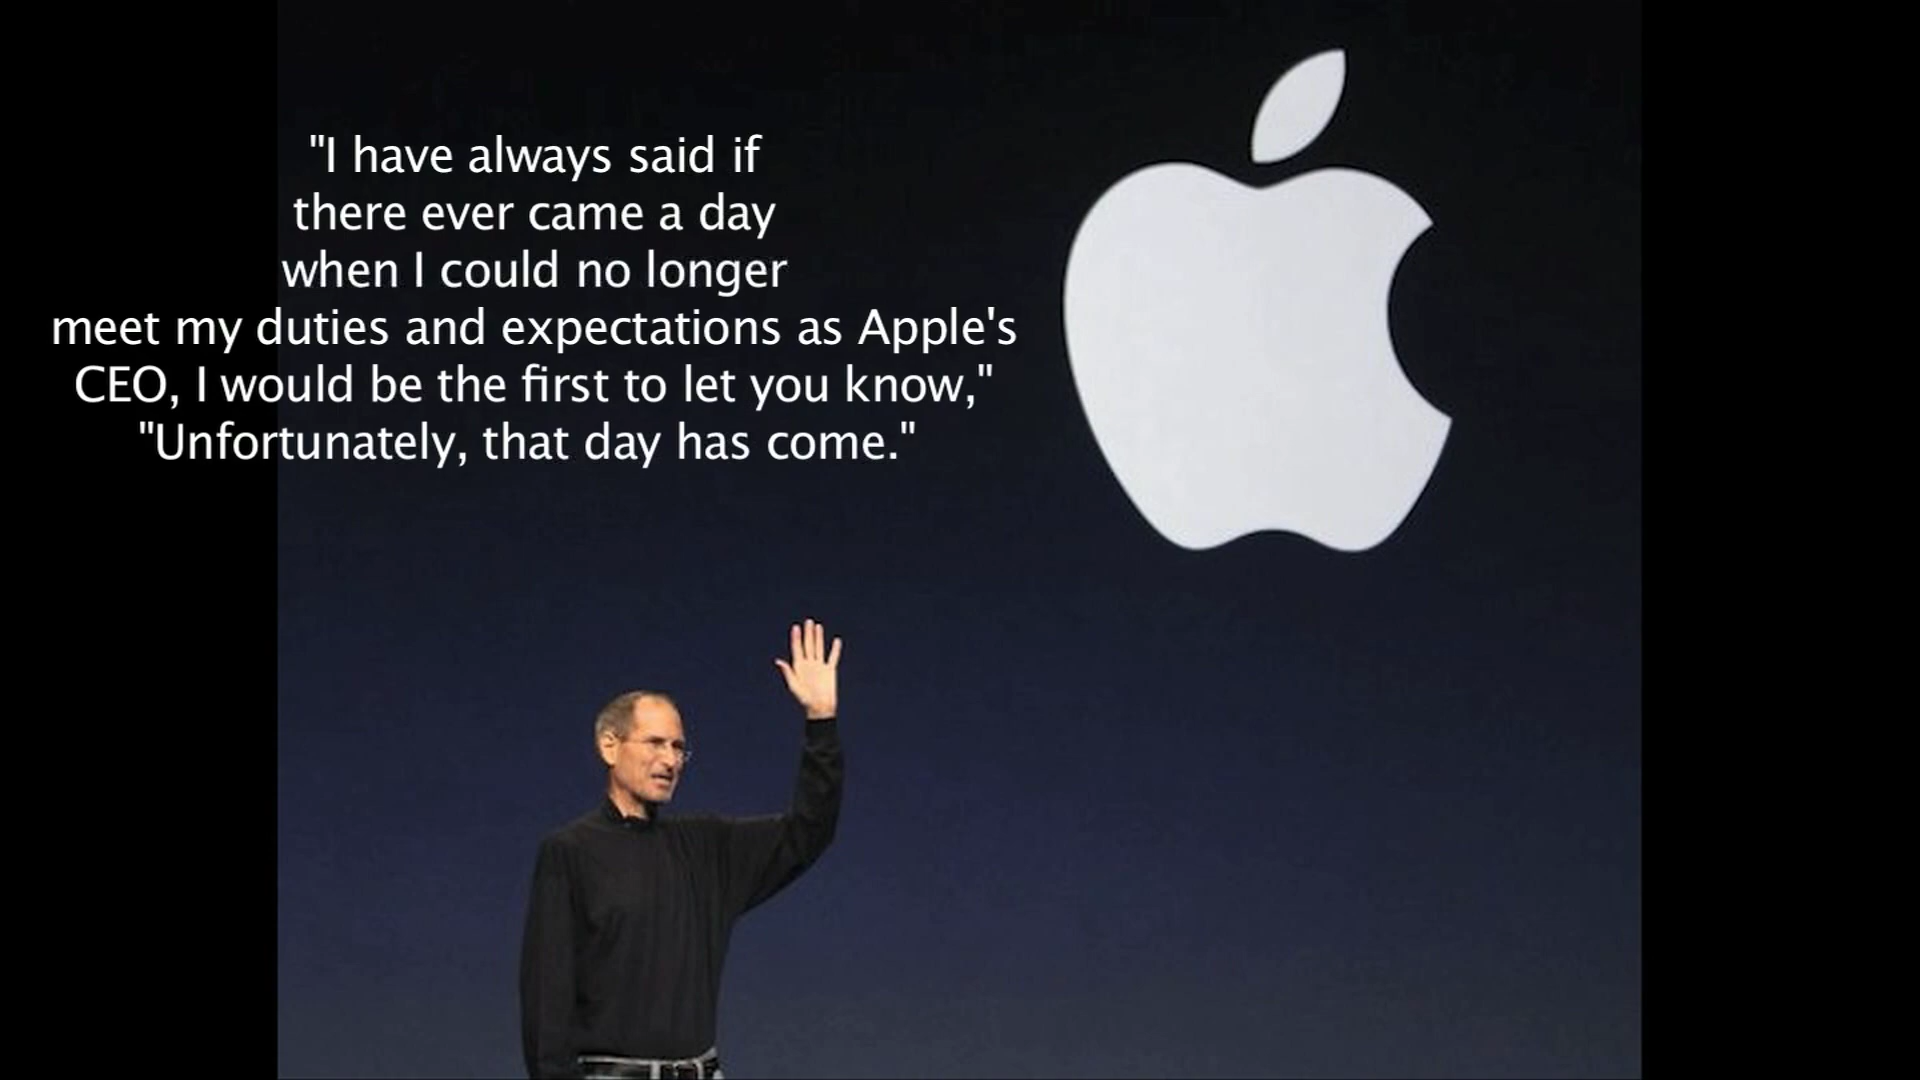 "I have always said if
there ever came a day
when I could no longer
meet my duties and expectations as Apple's
CEO, I would be the first to let you know,"
"Unfortunately, that day has come."